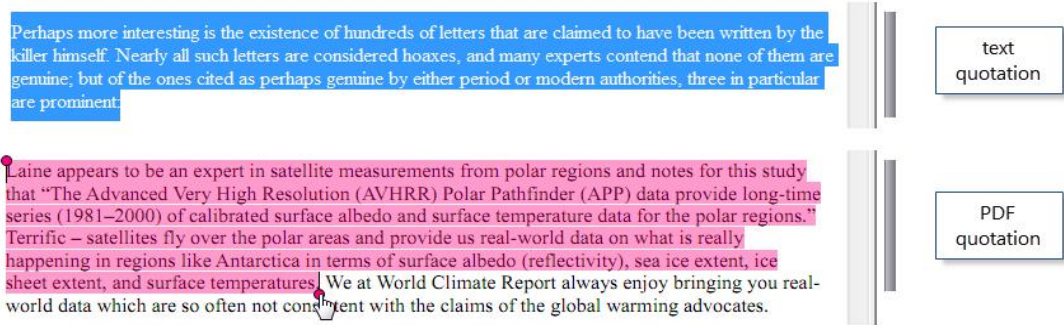 Perhaps more interesting is the existence of hundreds of letters that are claimed to have been written by the
killer himself. Nearly all such letters are considered hoaxes, and many experts contend that none of them are
genuine; but of the ones cited as perhaps genuine by either period or modern authorities, three in particular
are prominent:
text
quotation
Laine appears to be an expert in satellite measurements from polar regions and notes for this study
that “The Advanced Very High Resolution (AVHRR) Polar Pathfinder (APP) data provide long-time
series (1981–2000) of calibrated surface albedo and surface temperature data for the polar regions.”
Terrific – satellites fly over the polar areas and provide us real-world data on what is really
happening in regions like Antarctica in terms of surface albedo (reflectivity), sea ice extent, ice
sheet extent, and surface temperatures. We at World Climate Report always enjoy bringing you real-
world data which are so often not consistent with the claims of the global warming advocates.
PDF
quotation